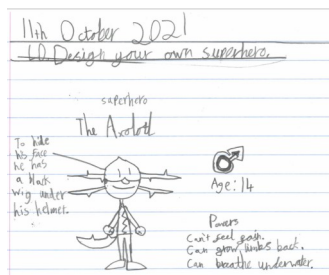 11th October 2021
LO. Design your own superhero.
superhero
The Axolotl
To hide
his face
he has
a black
wig under
his helmet.
Age: 14
Powers
Can't feel pain.
Can grow limbs back.
Can breathe underwater.